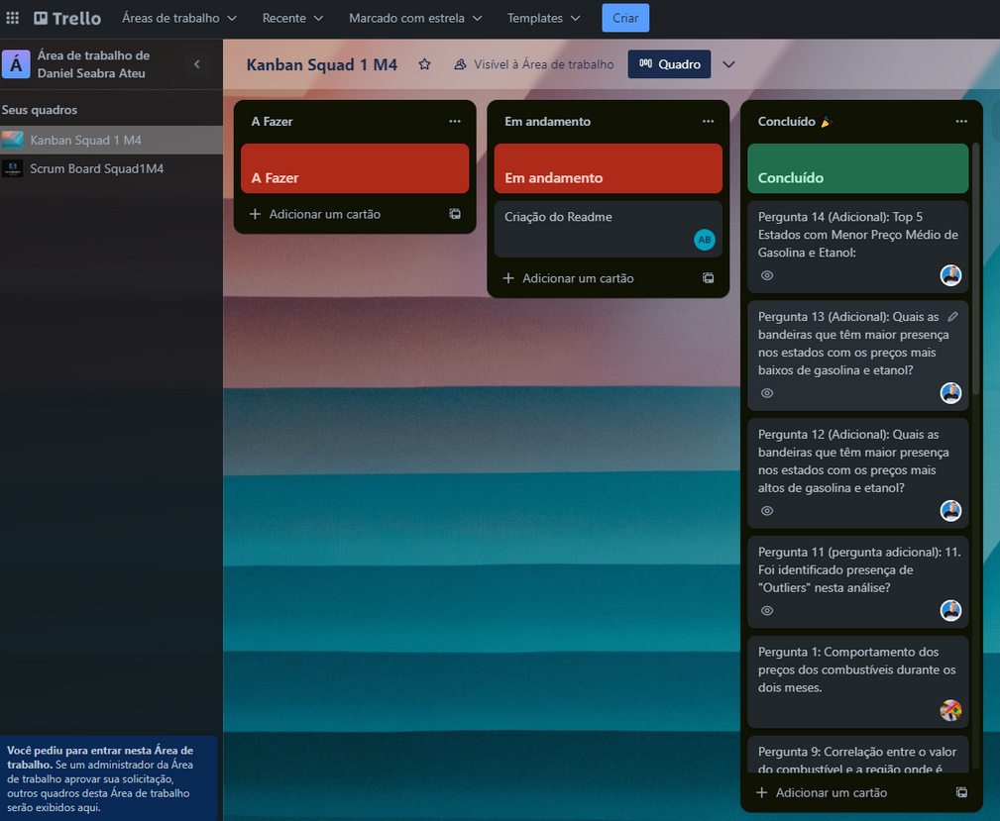 Trello
Áreas de trabalho
Recente
Marcado com estrela
Templates
Criar
Á
Área de trabalho de
Daniel Seabra Ateu
Seus quadros
Kanban Squad 1 M4
Scrum Board Squad1M4
Você pediu para entrar nesta Área de
trabalho. Se um administrador da Área
de trabalho aprovar sua solicitação,
outros quadros desta Área de trabalho
serão exibidos aqui.
Kanban Squad 1 M4
Visível à Área de trabalho
Quadro
A Fazer
A Fazer
Adicionar um cartão
Em andamento
Em andamento
Criação do Readme
AB
Adicionar um cartão
Concluído 🎉
Concluído
Pergunta 14 (Adicional): Top 5
Estados com Menor Preço Médio de
Gasolina e Etanol:
Pergunta 13 (Adicional): Quais as
bandeiras que têm maior presença
nos estados com os preços mais
baixos de gasolina e etanol?
Pergunta 12 (Adicional): Quais as
bandeiras que têm maior presença
nos estados com os preços mais
altos de gasolina e etanol?
Pergunta 11 (pergunta adicional): 11.
Foi identificado presença de
"Outliers" nesta análise?
Pergunta 1: Comportamento dos
preços dos combustíveis durante os
dois meses.
Pergunta 9: Correlação entre o valor
do combustível e a região onde é
Adicionar um cartão